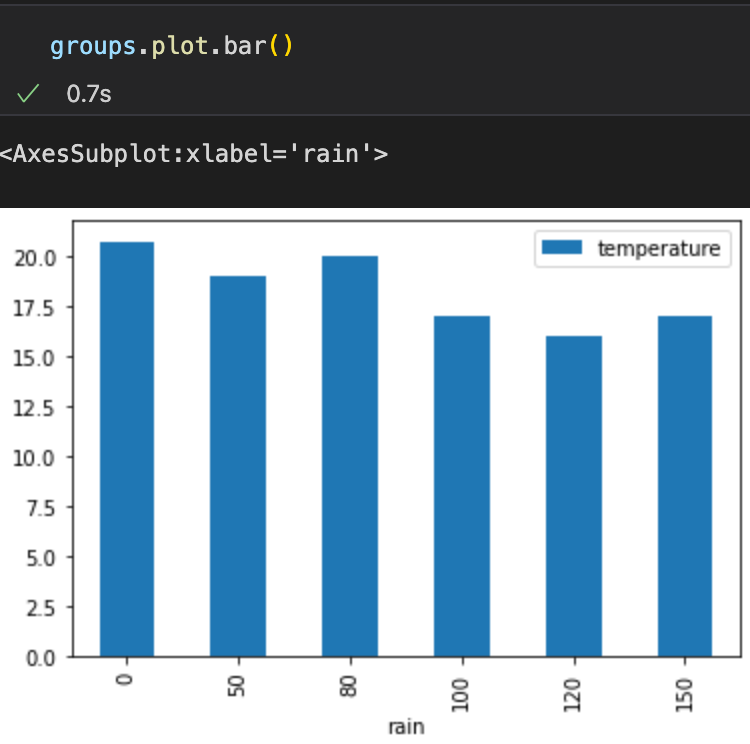 groups.plot.bar()
0.7s
<AxesSubplot:xlabel='rain'>
temperature
20.0
17.5
15.0
12.5
10.0
7.5
5.0
2.5
0.0
0 50 80 100 120 150
rain